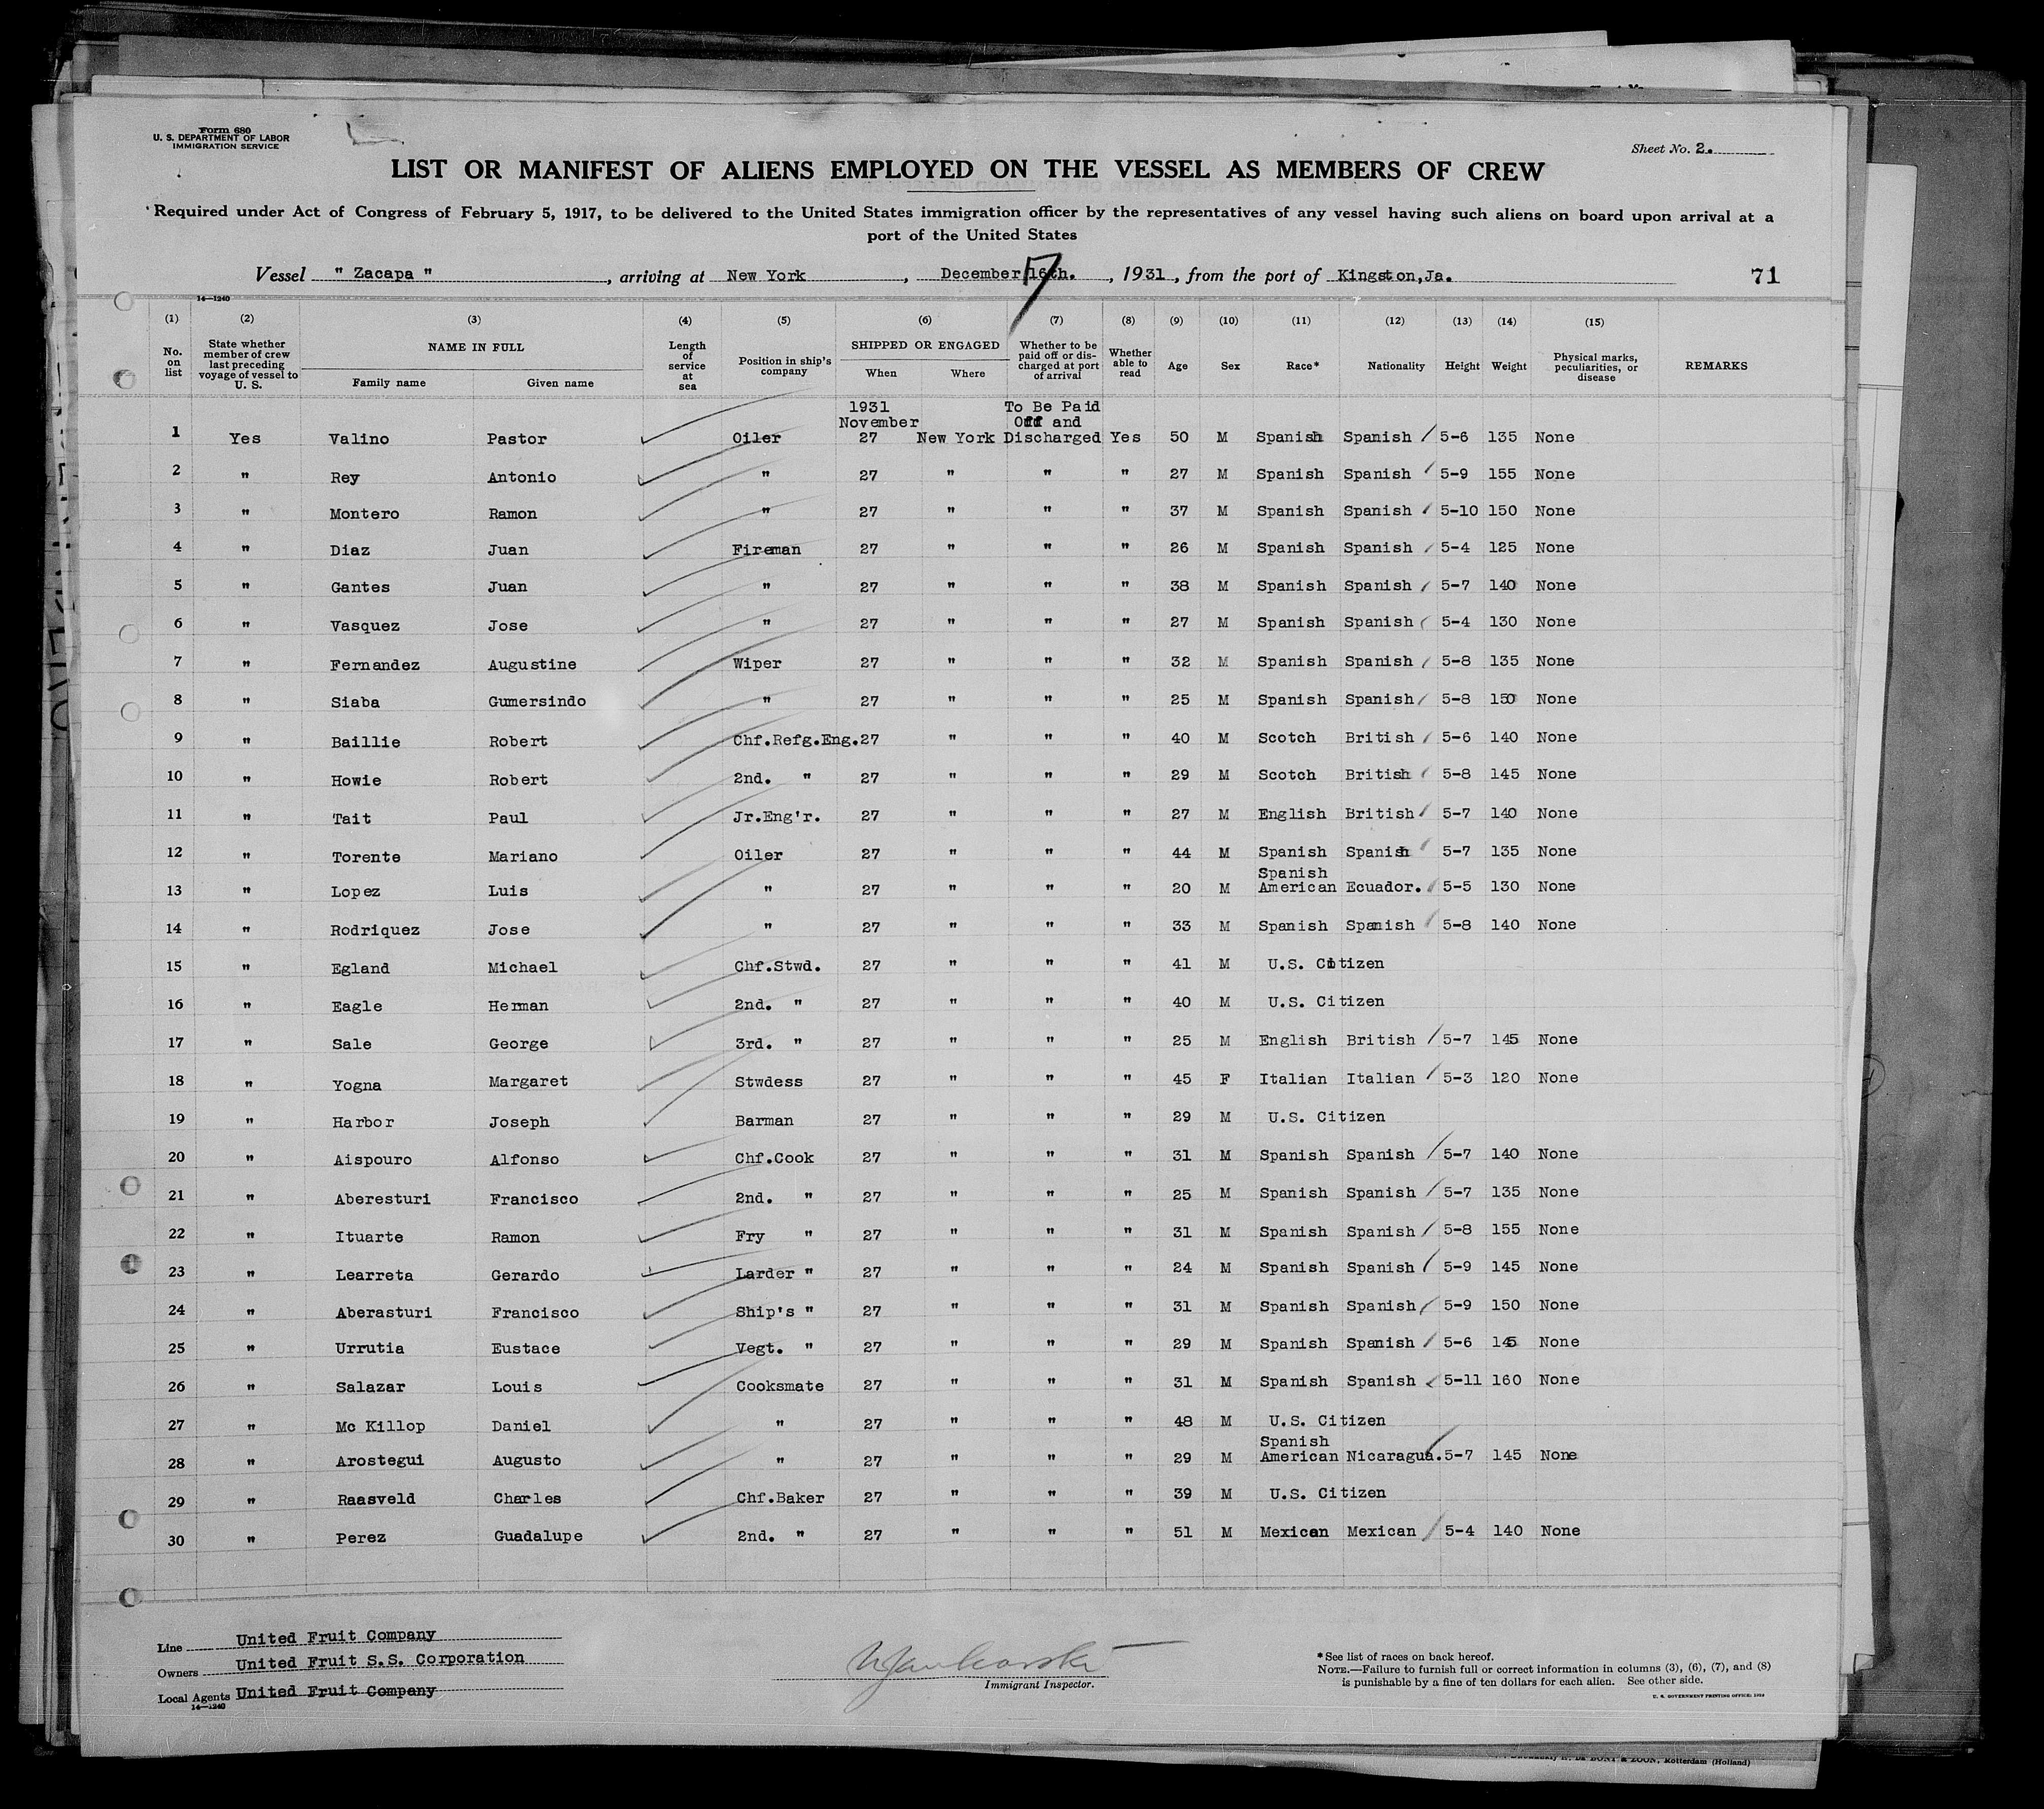 Form 680
U. S. DEPARTMENT OF LABOR
IMMIGRATION SERVICE
Sheet No. 2.
LIST OR MANIFEST OF ALIENS EMPLOYED ON THE VESSEL AS MEMBERS OF CREW
Required under Act of Congress of February 5, 1917, to be delivered to the United States immigration officer by the representatives of any vessel having such aliens on board upon arrival at a
port of the United States
Vessel " Zacapa " , arriving at New York , December 16th. 17 , 1931 , from the port of Kingston,Ja. 71
14—1240
(1) (2) (3) (4) (5) (6) (7) (8) (9) (10) (11) (12) (13) (14) (15)
No. on list State whether member of crew last preceding voyage of vessel to U. S. NAME IN FULL Family name Given name Length of service at sea Position in ship's company SHIPPED OR ENGAGED When Where Whether to be paid off or discharged at port of arrival Whether able to read Age Sex Race* Nationality Height Weight Physical marks, peculiarities, or disease REMARKS
1931 To Be Paid
November Off and
1 Yes Valino Pastor Oiler 27 New York Discharged Yes 50 M Spanish Spanish 5-6 135 None
2 " Rey Antonio " 27 " " " 27 M Spanish Spanish 5-9 155 None
3 " Montero Ramon " 27 " " " 37 M Spanish Spanish 5-10 150 None
4 " Diaz Juan Fireman 27 " " " 26 M Spanish Spanish 5-4 125 None
5 " Gantes Juan " 27 " " " 38 M Spanish Spanish 5-7 140 None
6 " Vasquez Jose " 27 " " " 27 M Spanish Spanish 5-4 130 None
7 " Fernandez Augustine Wiper 27 " " " 32 M Spanish Spanish 5-8 135 None
8 " Siaba Gumersindo " 27 " " " 25 M Spanish Spanish 5-8 150 None
9 " Baillie Robert Chf.Refg.Eng. 27 " " " 40 M Scotch British 5-6 140 None
10 " Howie Robert 2nd. " 27 " " " 29 M Scotch British 5-8 145 None
11 " Tait Paul Jr.Eng'r. 27 " " " 27 M English British 5-7 140 None
12 " Torente Mariano Oiler 27 " " " 44 M Spanish Spanish 5-7 135 None
Spanish
13 " Lopez Luis " 27 " " " 20 M American Ecuador. 5-5 130 None
14 " Rodriquez Jose " 27 " " " 33 M Spanish Spanish 5-8 140 None
15 " Egland Michael Chf.Stwd. 27 " " " 41 M U.S. Citizen
16 " Eagle Herman 2nd. " 27 " " " 40 M U.S. Citizen
17 " Sale George 3rd. " 27 " " " 25 M English British 5-7 145 None
18 " Yogna Margaret Stwdess 27 " " " 45 F Italian Italian 5-3 120 None
19 " Harbor Joseph Barman 27 " " " 29 M U.S. Citizen
20 " Aispouro Alfonso Chf.Cook 27 " " " 31 M Spanish Spanish 5-7 140 None
21 " Aberesturi Francisco 2nd. " 27 " " " 25 M Spanish Spanish 5-7 135 None
22 " Ituarte Ramon Fry " 27 " " " 31 M Spanish Spanish 5-8 155 None
23 " Learreta Gerardo Larder " 27 " " " 24 M Spanish Spanish 5-9 145 None
24 " Aberasturi Francisco Ship's " 27 " " " 31 M Spanish Spanish 5-9 150 None
25 " Urrutia Eustace Vegt. " 27 " " " 29 M Spanish Spanish 5-6 145 None
26 " Salazar Louis Cooksmate 27 " " " 31 M Spanish Spanish 5-11 160 None
27 " Mc Killop Daniel " 27 " " " 48 M U.S. Citizen
Spanish
28 " Arostegui Augusto " 27 " " " 29 M American Nicaragua. 5-7 145 None
29 " Raasveld Charles Chf.Baker 27 " " " 39 M U.S. Citizen
30 " Perez Guadalupe 2nd. " 27 " " " 51 M Mexican Mexican 5-4 140 None
Line United Fruit Company
Owners United Fruit S.S. Corporation
Local Agents United Fruit Company
14—1240
Immigrant Inspector.
*See list of races on back hereof.
NOTE.—Failure to furnish full or correct information in columns (3), (6), (7), and (8)
is punishable by a fine of ten dollars for each alien. See other side.
U. S. GOVERNMENT PRINTING OFFICE:
ZOON, Rotterdam (Holland)